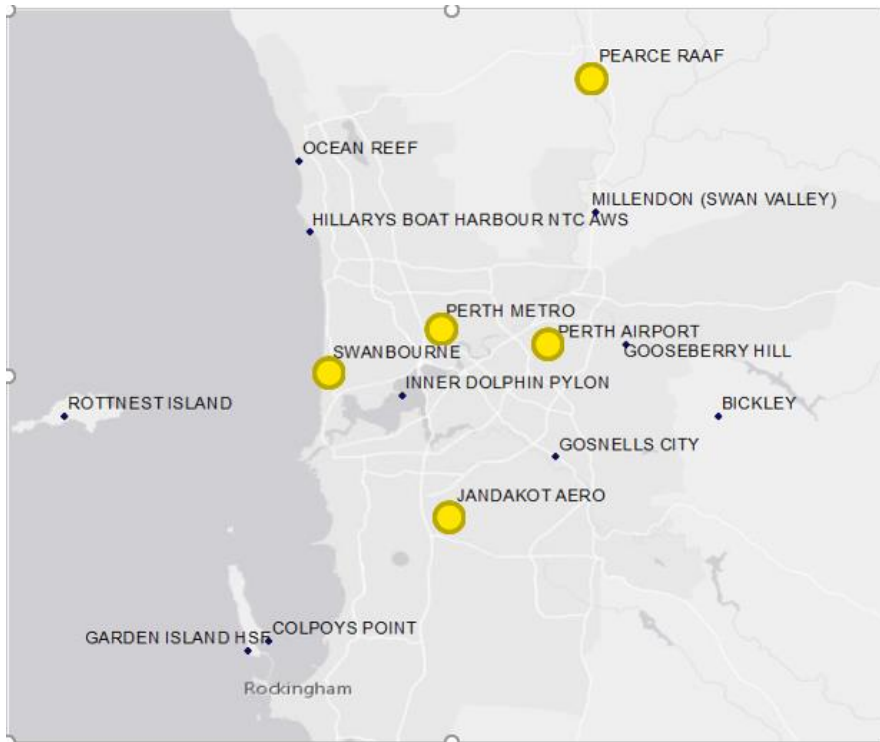 PEARCE RAAF
OCEAN REEF
MILLENDON (SWAN VALLEY)
HILLARYS BOAT HARBOUR NTC AWS
PERTH METRO
PERTH AIRPORT
SWANBOURNE
GOOSEBERRY HILL
INNER DOLPHIN PYLON
ROTTNEST ISLAND
BICKLEY
GOSNELLS CITY
JANDAKOT AERO
COLPOYS POINT
GARDEN ISLAND HSF
Rockingham